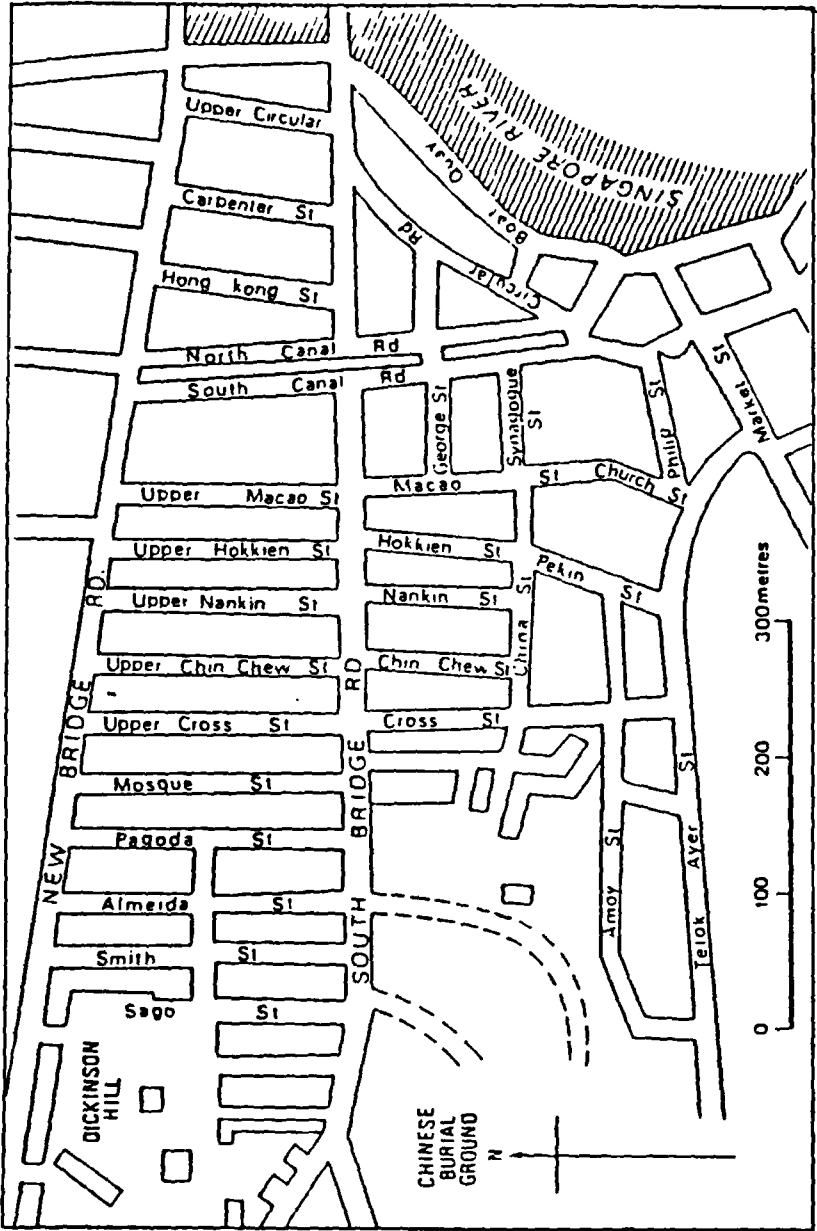 SINGAPORE RIVER
Upper Circular
Boat Quay
Carpenter St
Circular Rd
Hong kong St
North Canal Rd
South Canal Rd
George St
Synagogue St
Philip St
Market St
Upper Macao St
Macao St
Church St
Upper Hokkien St
Hokkien St
Pekin St
Upper Nankin St
Nankin St
China St
Upper Chin Chew St
Chin Chew St
Upper Cross St
Cross St
NEW BRIDGE RD.
SOUTH BRIDGE RD
Mosque St
Pagoda St
Almeida St
Smith St
Sago St
Amoy St
Telok Ayer St
DICKINSON
HILL
CHINESE
BURIAL
GROUND
N
0 100 200 300metres